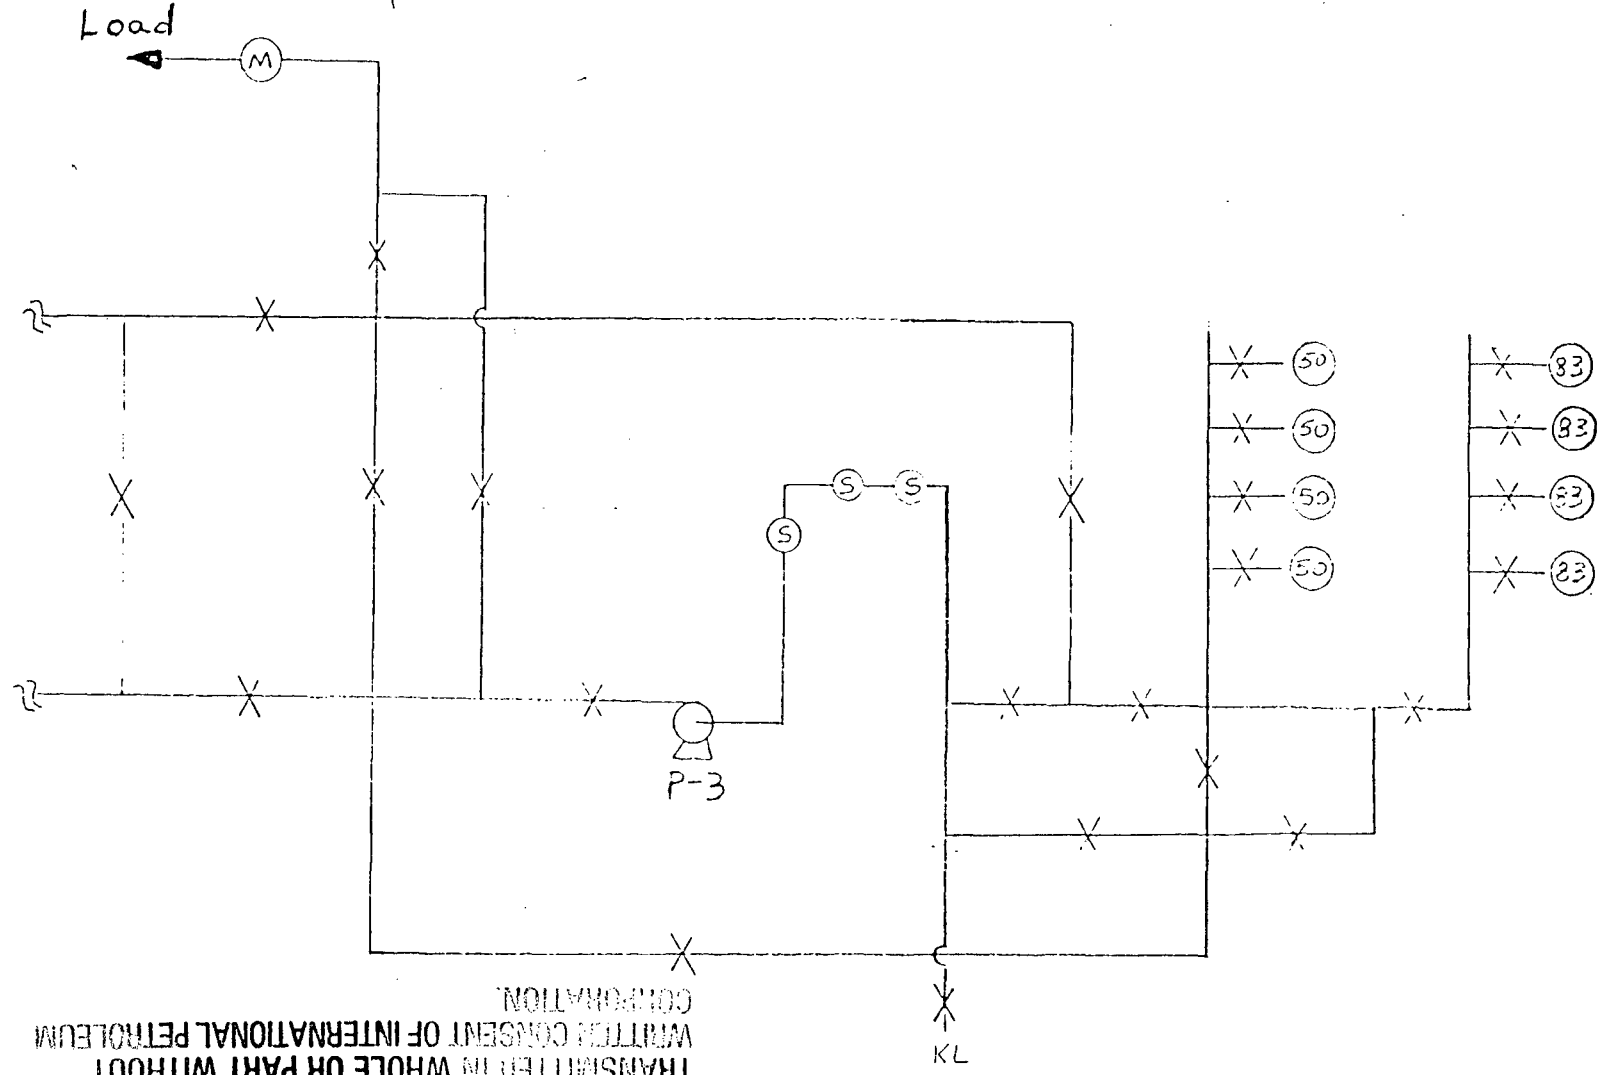 Load
M
50 83
50 83
S S
50 83
S
50 83
P-3
KL
TRANSMITTED IN WHOLE OR PART WITHOUT
WRITTEN CONSENT OF INTERNATIONAL PETROLEUM
CORPORATION.